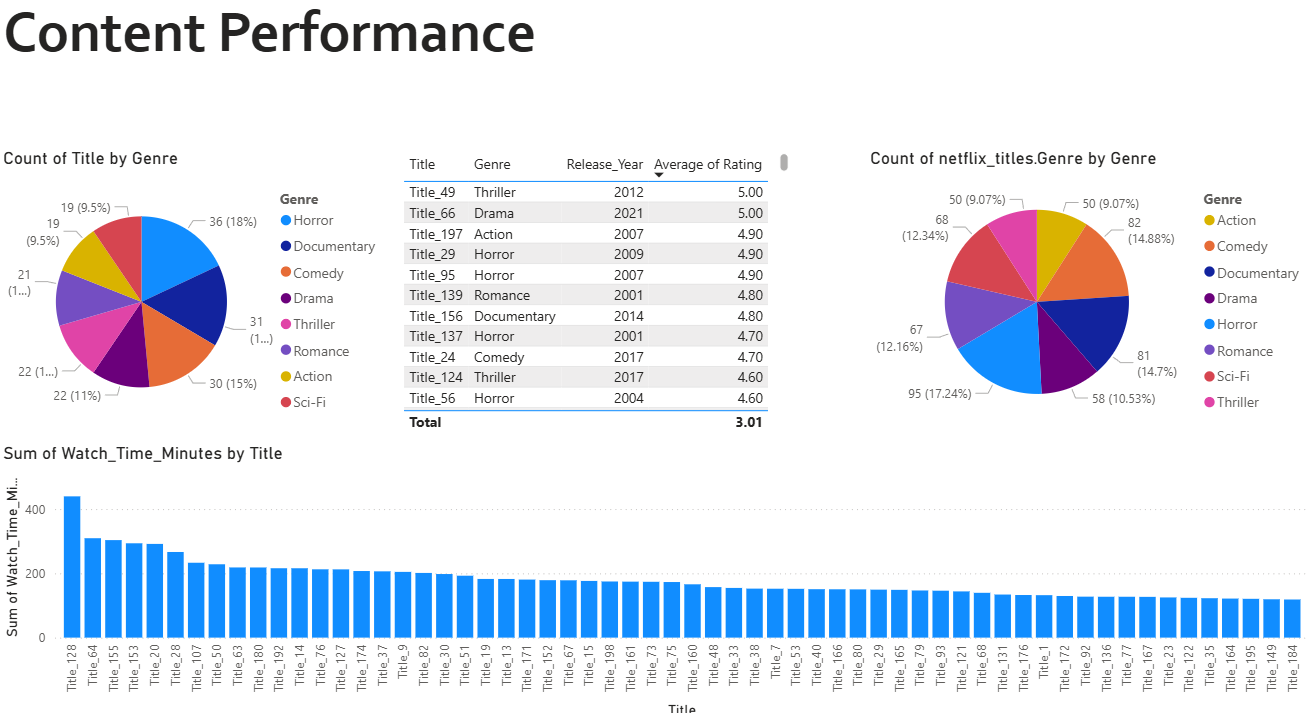 Content Performance
Count of Title by Genre
19 (9.5%)
19
(9.5%)
21
(1...)
22 (1...)
22 (11%)
36 (18%)
31
(1...)
30 (15%)
Genre
Horror
Documentary
Comedy
Drama
Thriller
Romance
Action
Sci-Fi
Title Genre Release_Year Average of Rating
Title_49 Thriller 2012 5.00
Title_66 Drama 2021 5.00
Title_197 Action 2007 4.90
Title_29 Horror 2009 4.90
Title_95 Horror 2007 4.90
Title_139 Romance 2001 4.80
Title_156 Documentary 2014 4.80
Title_137 Horror 2001 4.70
Title_24 Comedy 2017 4.70
Title_124 Thriller 2017 4.60
Title_56 Horror 2004 4.60
Total 3.01
Count of netflix_titles.Genre by Genre
50 (9.07%)
50 (9.07%)
68
(12.34%)
82
(14.88%)
67
(12.16%)
81
(14.7%)
95 (17.24%)
58 (10.53%)
Genre
Action
Comedy
Documentary
Drama
Horror
Romance
Sci-Fi
Thriller
Sum of Watch_Time_Minutes by Title
Sum of Watch_Time_Mi...
400
200
0
Title_128
Title_64
Title_155
Title_153
Title_20
Title_28
Title_107
Title_50
Title_63
Title_180
Title_192
Title_14
Title_76
Title_127
Title_174
Title_37
Title_9
Title_82
Title_30
Title_51
Title_19
Title_13
Title_171
Title_152
Title_67
Title_15
Title_198
Title_161
Title_73
Title_75
Title_160
Title_48
Title_33
Title_38
Title_7
Title_53
Title_40
Title_166
Title_80
Title_29
Title_165
Title_79
Title_93
Title_121
Title_68
Title_131
Title_176
Title_1
Title_172
Title_92
Title_136
Title_77
Title_167
Title_23
Title_122
Title_35
Title_164
Title_195
Title_149
Title_184
Title